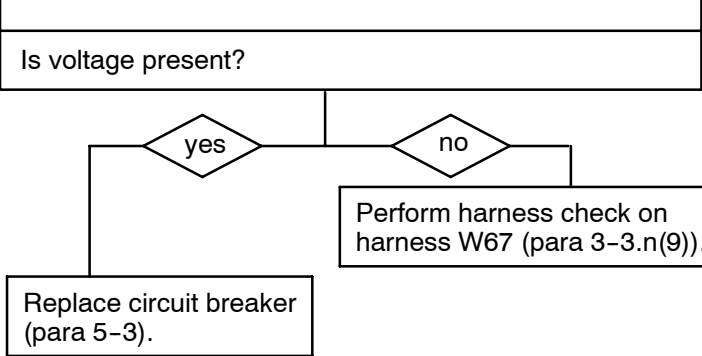 Is voltage present?
yes
no
Perform harness check on
harness W67 (para 3-3.n(9)).
Replace circuit breaker
(para 5-3).